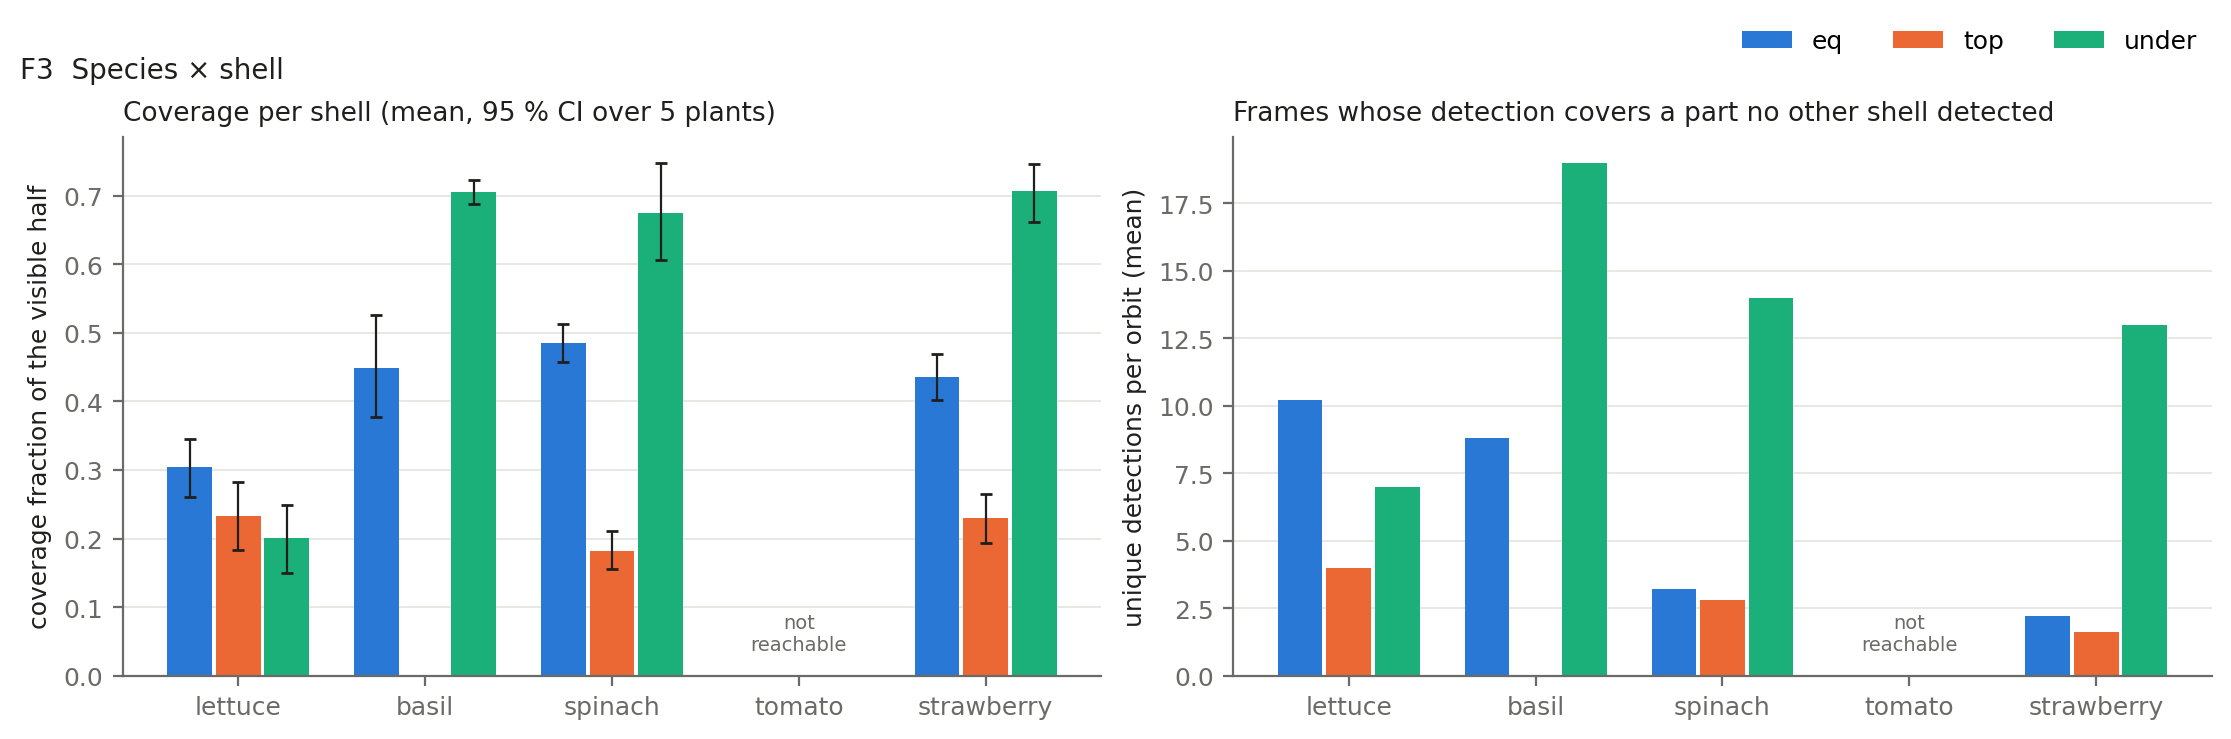 eq top under
F3 Species × shell
Coverage per shell (mean, 95 % CI over 5 plants)
coverage fraction of the visible half
0.7
0.6
0.5
0.4
0.3
0.2
0.1
0.0
not
reachable
lettuce basil spinach tomato strawberry
Frames whose detection covers a part no other shell detected
unique detections per orbit (mean)
17.5
15.0
12.5
10.0
7.5
5.0
2.5
0.0
not
reachable
lettuce basil spinach tomato strawberry